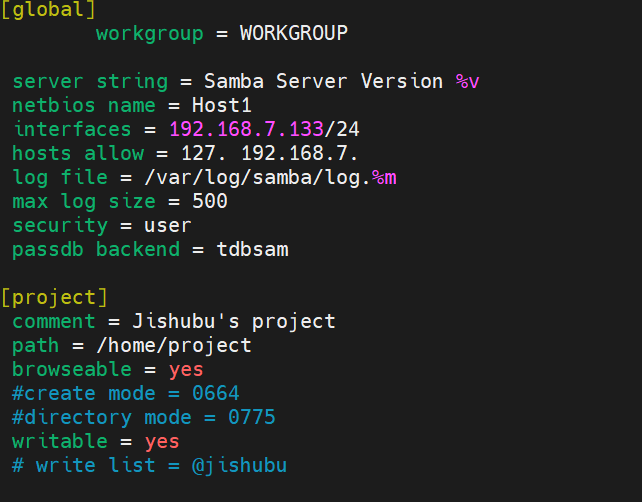 [global]
workgroup = WORKGROUP
server string = Samba Server Version %v
netbios name = Host1
interfaces = 192.168.7.133/24
hosts allow = 127. 192.168.7.
log file = /var/log/samba/log.%m
max log size = 500
security = user
passdb backend = tdbsam
[project]
comment = Jishubu's project
path = /home/project
browseable = yes
#create mode = 0664
#directory mode = 0775
writable = yes
# write list = @jishubu